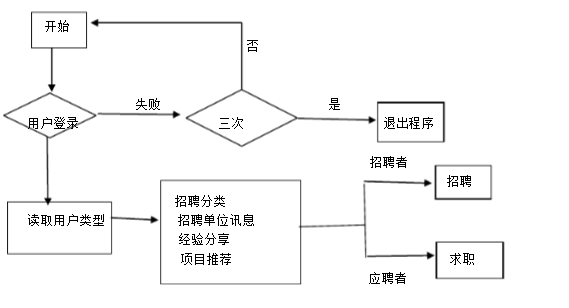 开始
否
失败
是
用户登录
三次
退出程序
招聘者
招聘
读取用户类型
招聘分类
招聘单位讯息
经验分享
项目推荐
求职
应聘者